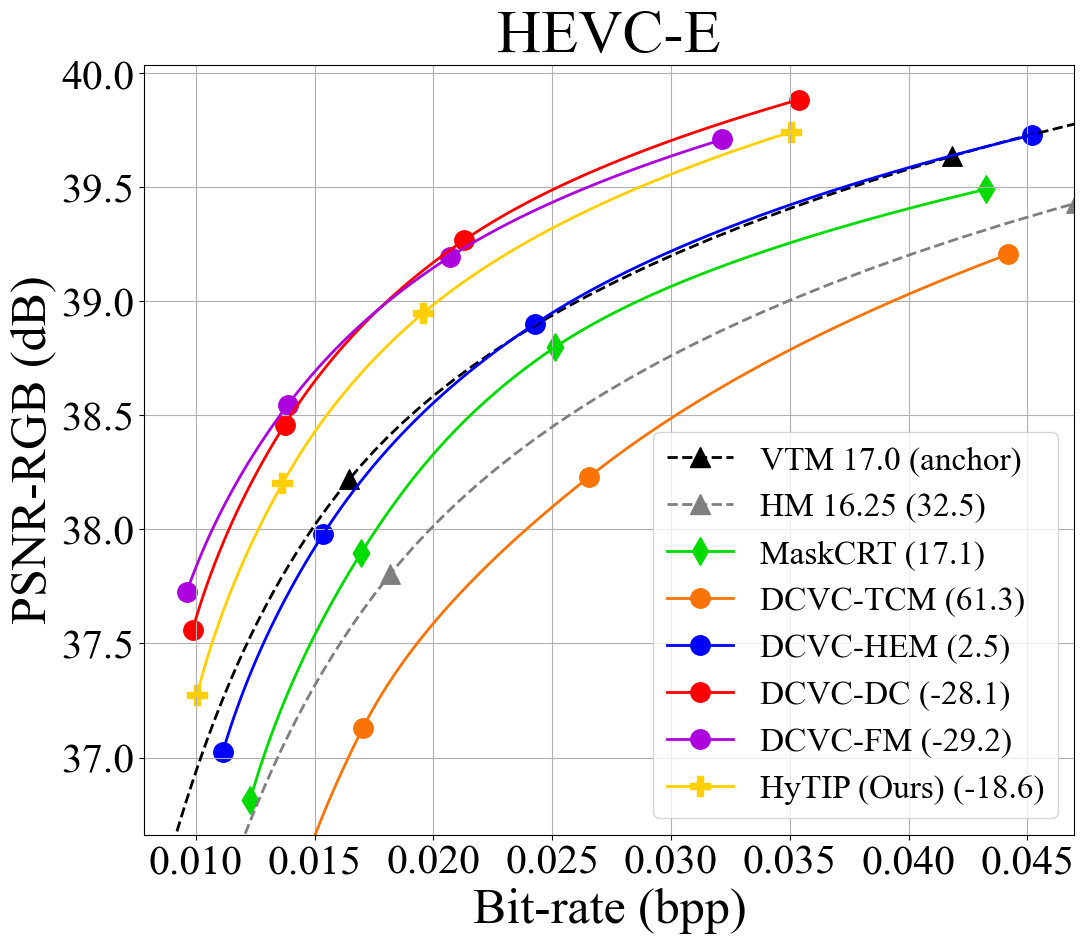 HEVC-E
PSNR-RGB (dB)
40.0
39.5
39.0
38.5
38.0
37.5
37.0
VTM 17.0 (anchor)
HM 16.25 (32.5)
MaskCRT (17.1)
DCVC-TCM (61.3)
DCVC-HEM (2.5)
DCVC-DC (-28.1)
DCVC-FM (-29.2)
HyTIP (Ours) (-18.6)
0.010 0.015 0.020 0.025 0.030 0.035 0.040 0.045
Bit-rate (bpp)